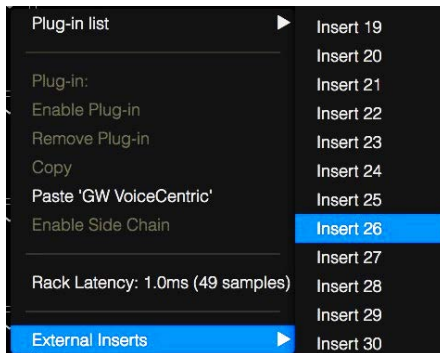 Plug-in list
Plug-in:
Enable Plug-in
Remove Plug-in
Copy
Paste 'GW VoiceCentric'
Enable Side Chain
Rack Latency: 1.0ms (49 samples)
External Inserts
Insert 19
Insert 20
Insert 21
Insert 22
Insert 23
Insert 24
Insert 25
Insert 26
Insert 27
Insert 28
Insert 29
Insert 30